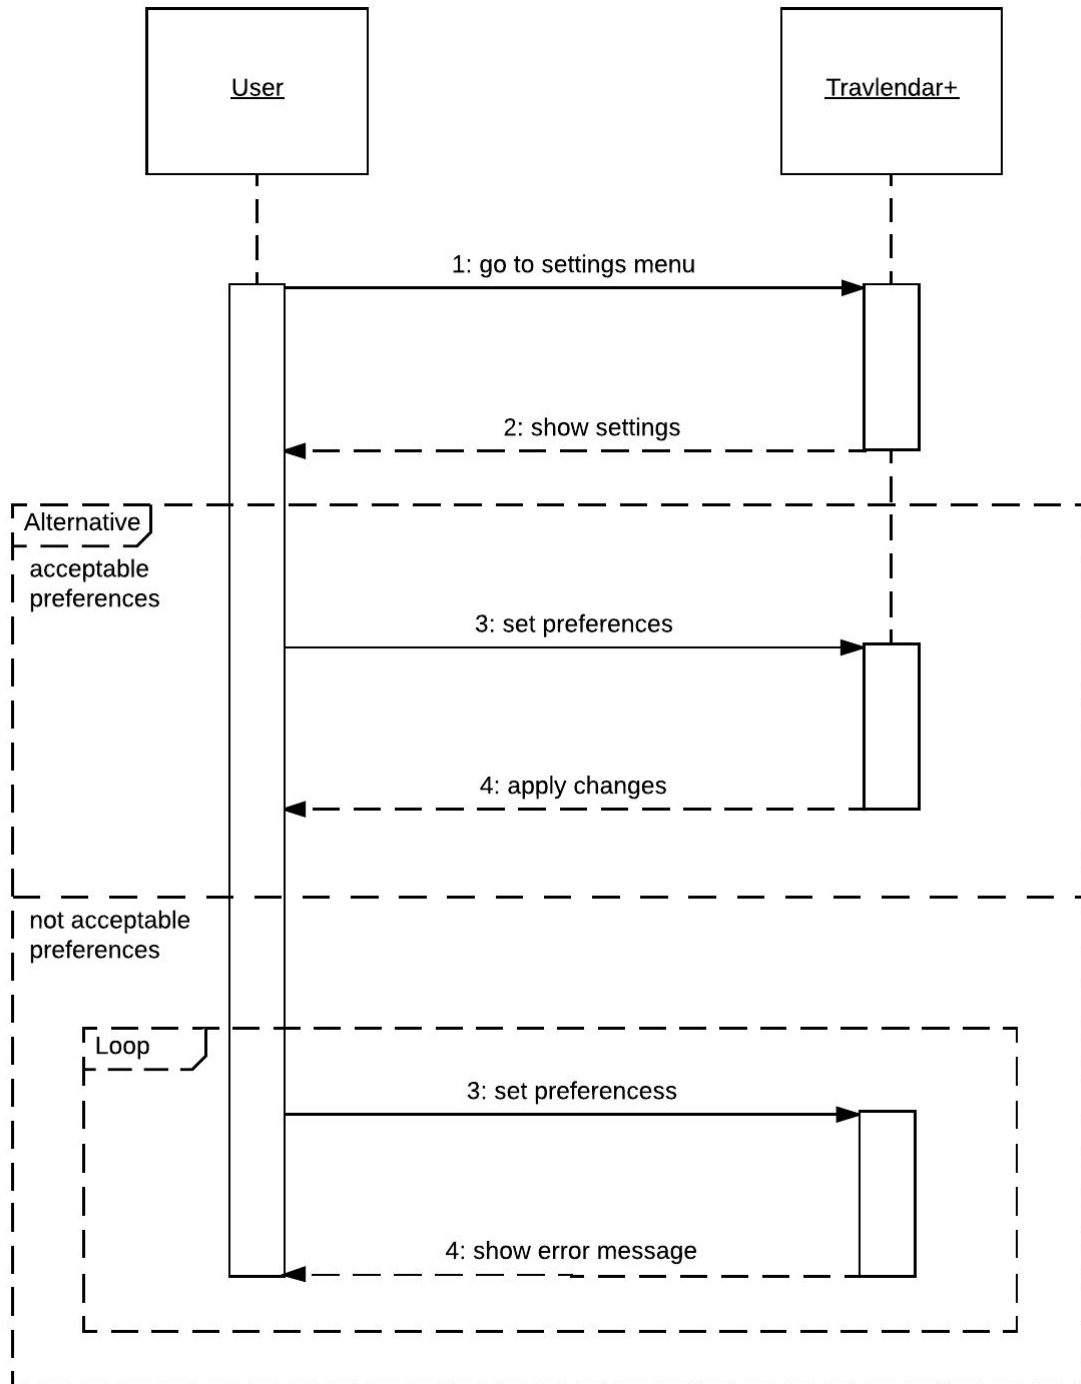 User
Travlendar+
1: go to settings menu
2: show settings
Alternative
acceptable
preferences
3: set preferences
4: apply changes
not acceptable
preferences
Loop
3: set preferencess
4: show error message